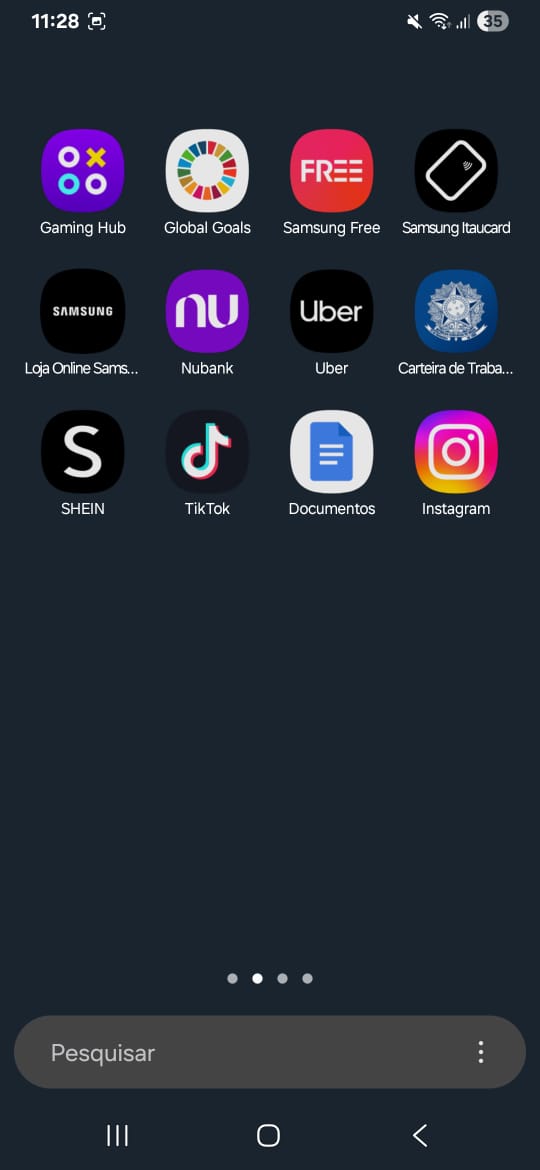 11:28
35
FREE
Gaming Hub
Global Goals
Samsung Free
Samsung Itaucard
SAMSUNG
nu
Uber
Loja Online Sams...
Nubank
Uber
Carteira de Traba...
S
SHEIN
TikTok
Documentos
Instagram
Pesquisar